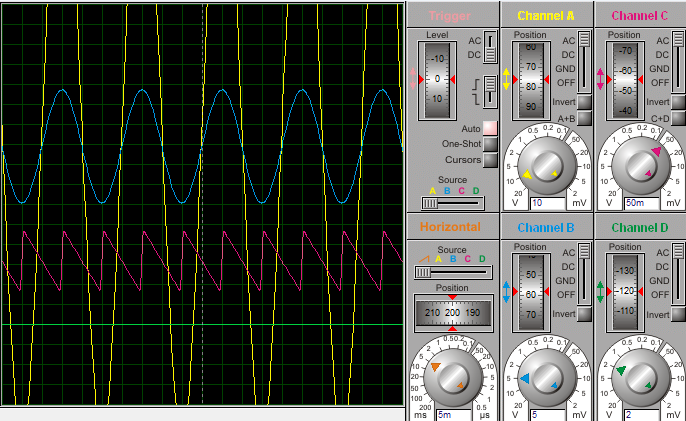 Trigger
Level
-10
0
10
AC
DC
Auto
One-Shot
Cursors
Source
A B C D
Channel A
Position
60
70
80
90
AC
DC
GND
OFF
Invert
A+B
0.5 0.2 0.1
1 50
2 20
5 10
10 5
20 2
V 10 mV
Channel C
Position
-70
-60
-50
-40
AC
DC
GND
OFF
Invert
C+D
0.5 0.2 0.1
1 50
2 20
5 10
10 5
20 2
V 50m mV
Horizontal
Source
A B C D
Position
210 200 190
1 0.5 0.2
2 0.1
5 50
10 20
20 10
50 5
100 2
200 1
0.5
ms 5m µs
Channel B
Position
50
60
70
AC
DC
GND
OFF
Invert
0.5 0.2 0.1
1 50
2 20
5 10
10 5
20 2
V 5 mV
Channel D
Position
-130
-120
-110
AC
DC
GND
OFF
Invert
0.5 0.2 0.1
1 50
2 20
5 10
10 5
20 2
V 2 mV